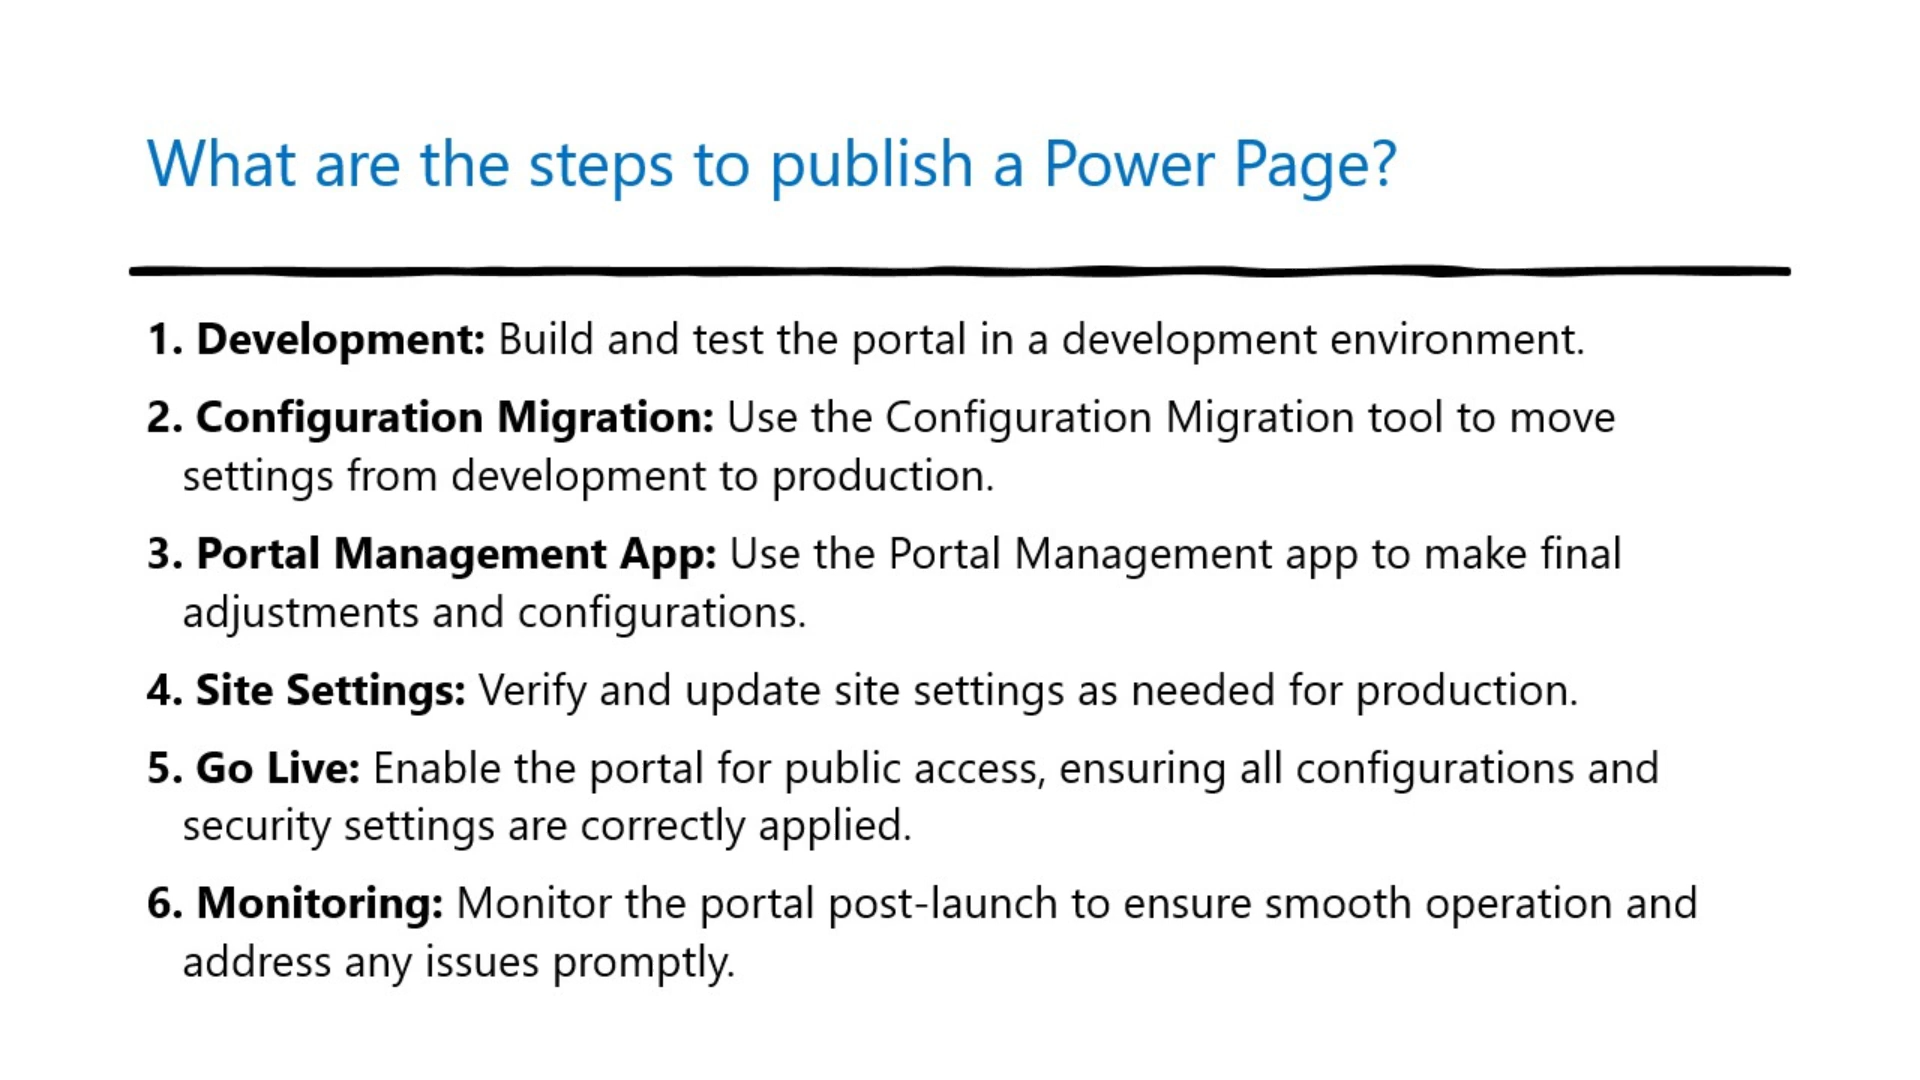 What are the steps to publish a Power Page?
1. Development: Build and test the portal in a development environment.
2. Configuration Migration: Use the Configuration Migration tool to move
settings from development to production.
3. Portal Management App: Use the Portal Management app to make final
adjustments and configurations.
4. Site Settings: Verify and update site settings as needed for production.
5. Go Live: Enable the portal for public access, ensuring all configurations and
security settings are correctly applied.
6. Monitoring: Monitor the portal post-launch to ensure smooth operation and
address any issues promptly.